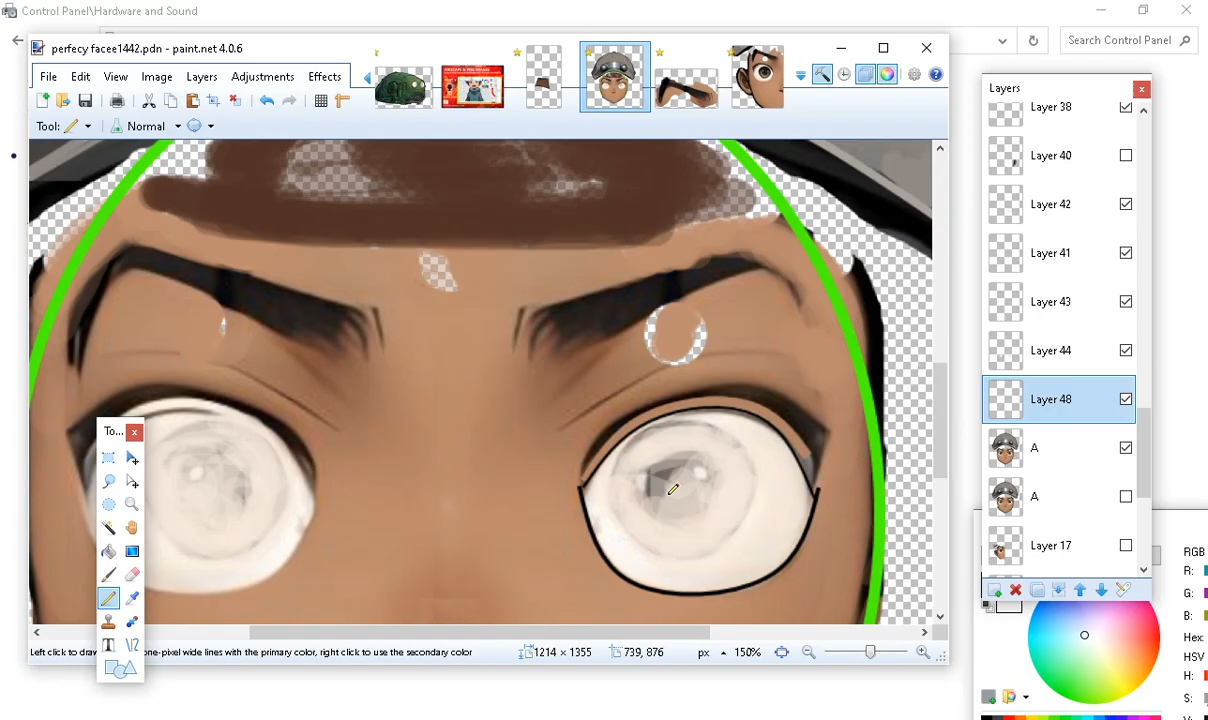 Control Panel\Hardware and Sound
Search Control Panel
perfecy facee1442.pdn - paint.net 4.0.6
File Edit View Imag Adjustments Effects
Tool: Normal
Layers
Layer 38
Layer 40
Layer 42
Layer 41
Layer 43
Layer 44
Layer 48
A
A
Layer 17
To...
Left click to drav one-pixel wide lines with the primary color, right click to use the secondary color
1214 × 1355
739, 876
px
150%
RGB
R:
G:
B:
Hex:
HSV
H:
S: